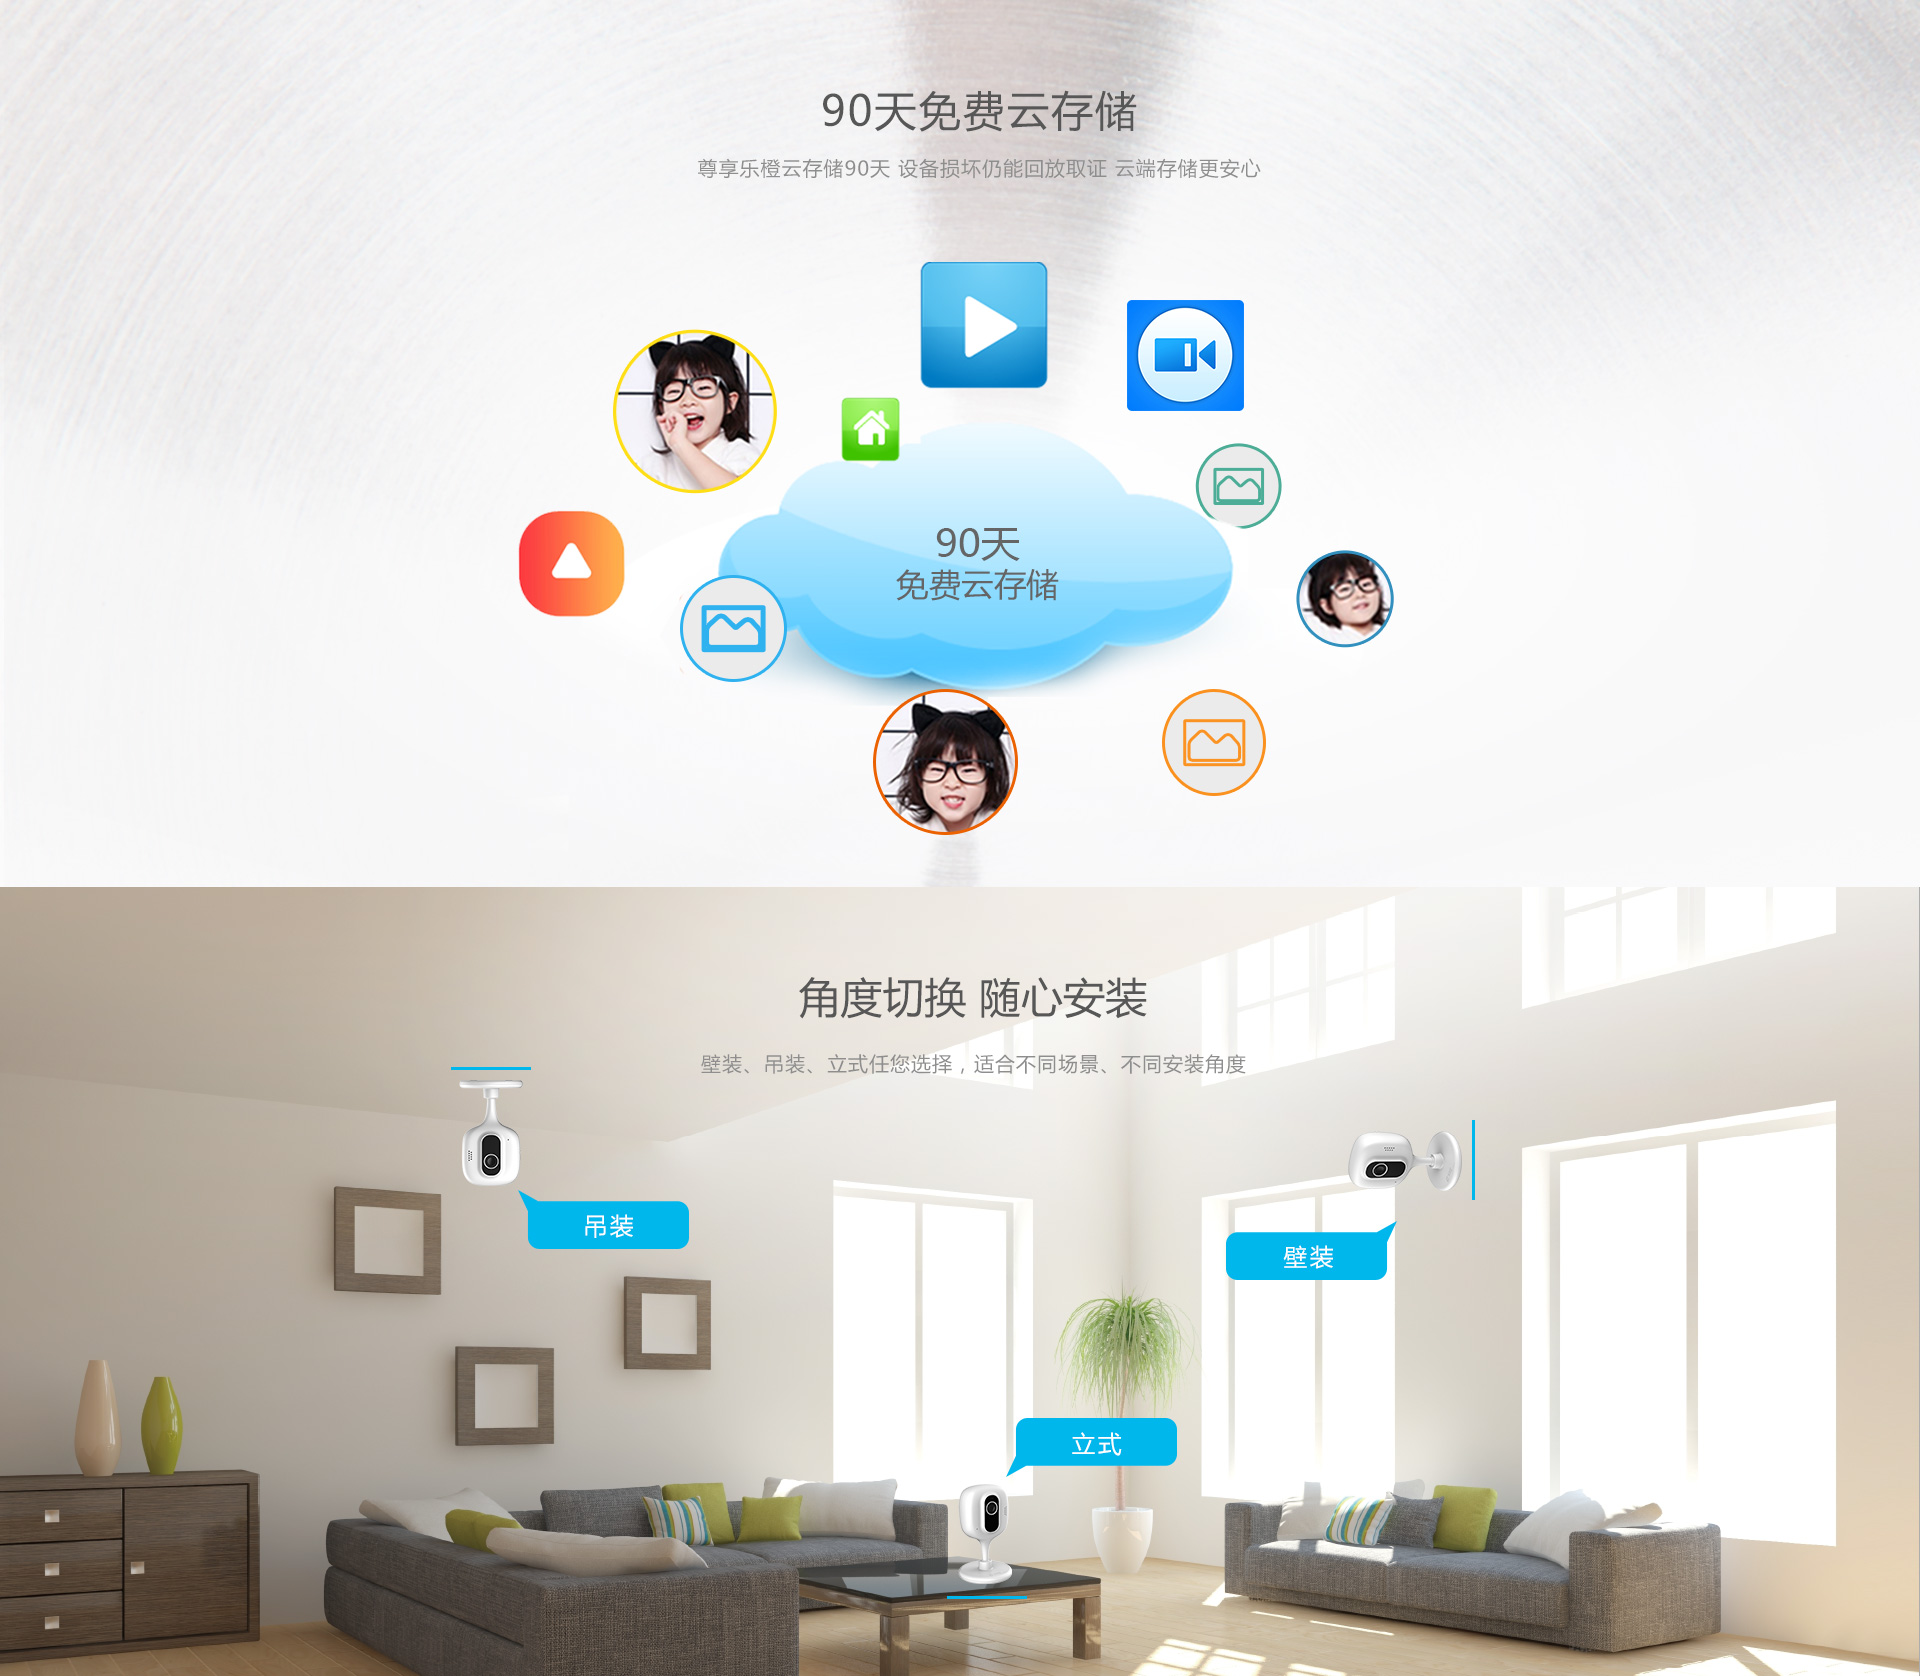 90天免费云存储
尊享乐橙云存储90天 设备损坏仍能回放取证 云端存储更安心
90天
免费云存储
角度切换 随心安装
壁装、吊装、立式任您选择，适合不同场景、不同安装角度
吊装
壁装
立式